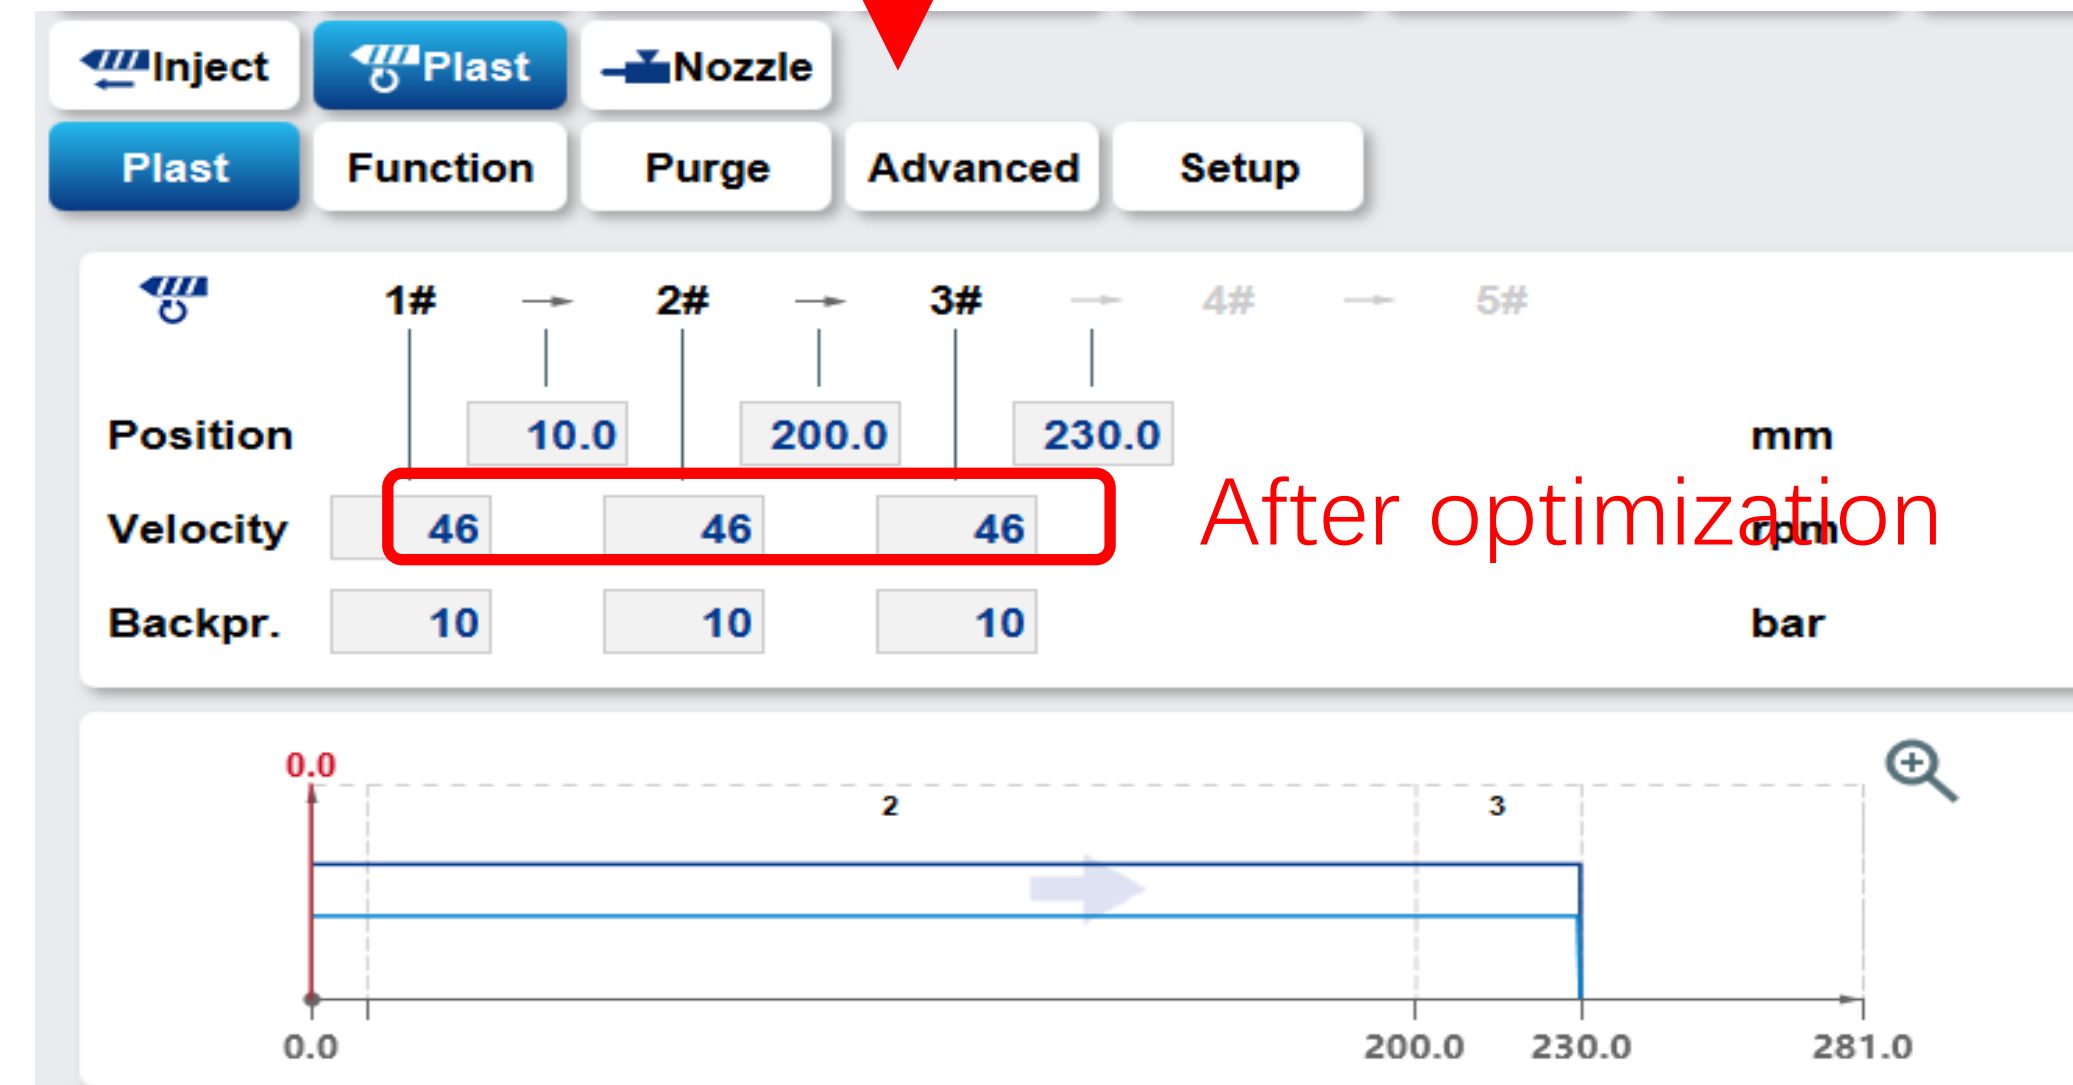 Inject Plast Nozzle
Plast Function Purge Advanced Setup
1# 2# 3# 4# 5#
Position 10.0 200.0 230.0 mm
Velocity 46 46 46 rpm
After optimization
Backpr. 10 10 10 bar
0.0
2 3
0.0 200.0 230.0 281.0